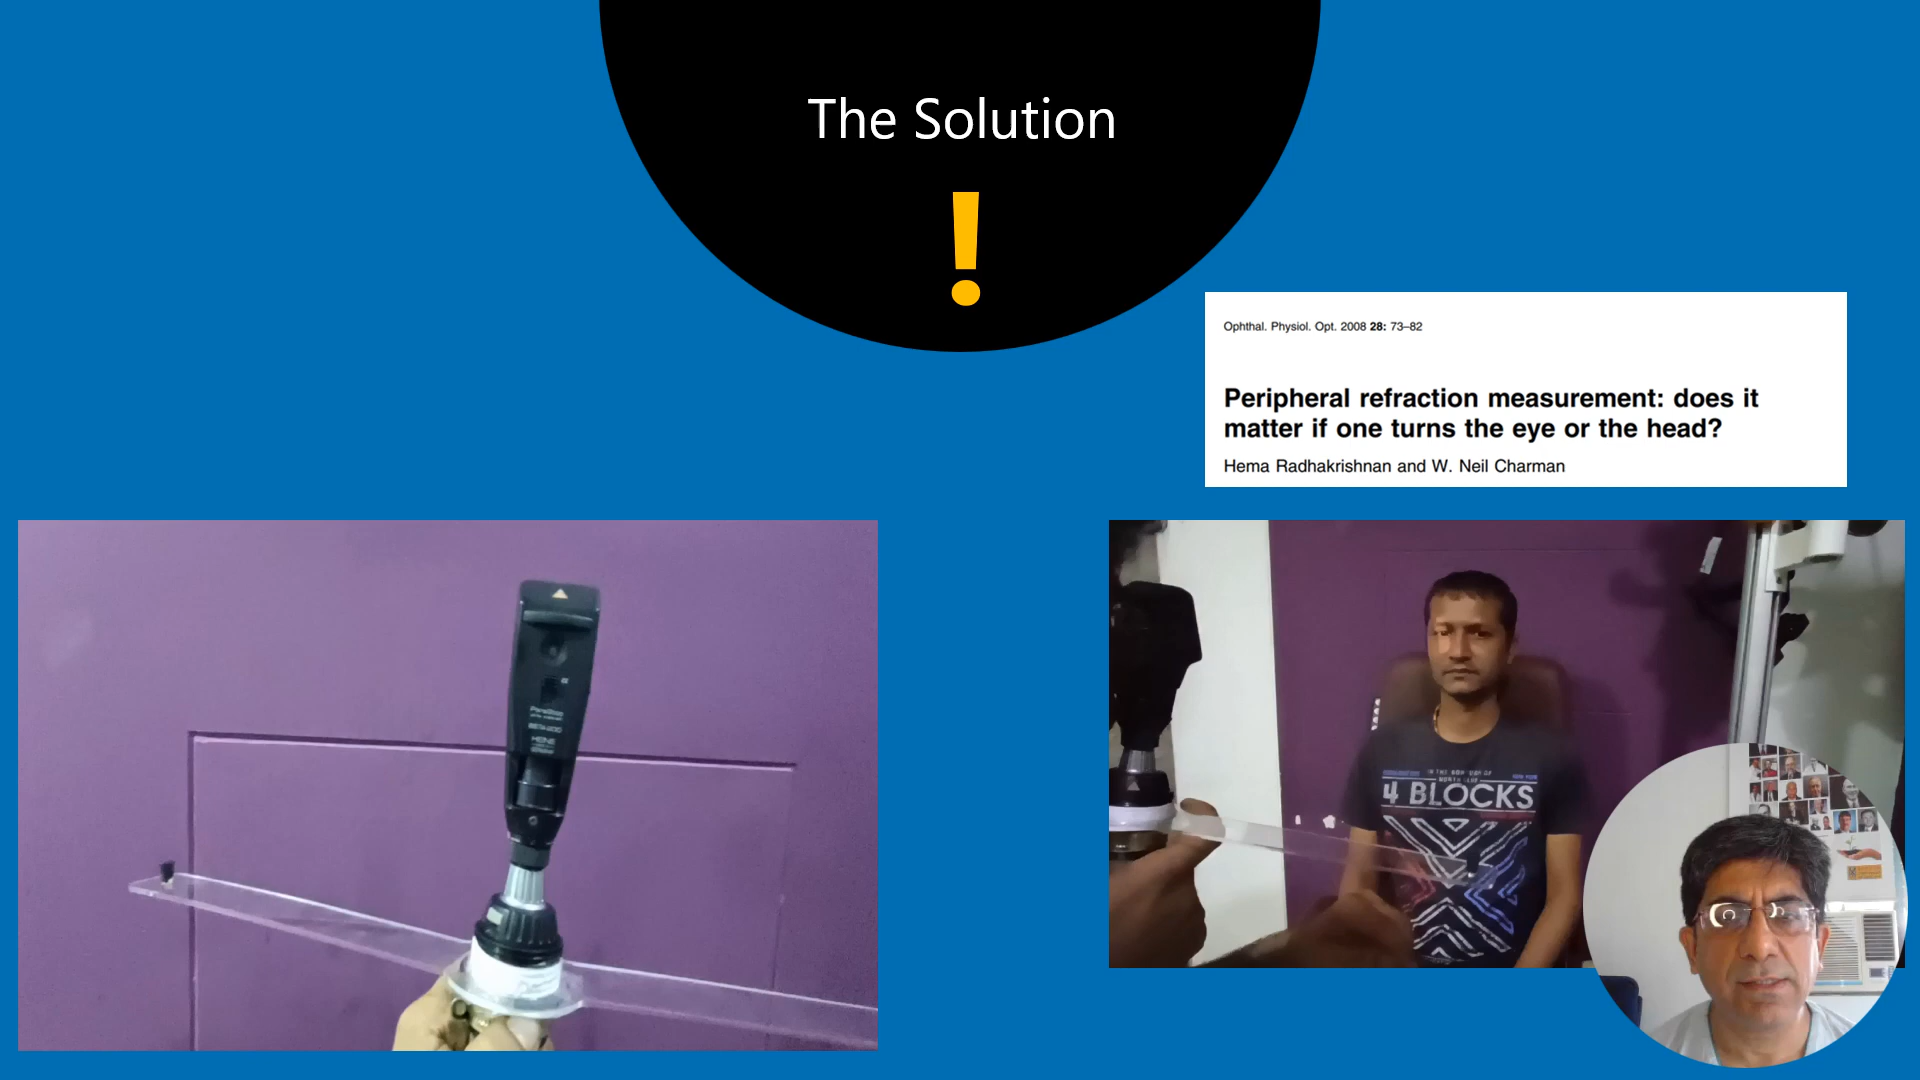 The Solution
!
Ophthal. Physiol. Opt. 2008 28: 73–82
Peripheral refraction measurement: does it
matter if one turns the eye or the head?
Hema Radhakrishnan and W. Neil Charman
HEINE
4 BLOCKS